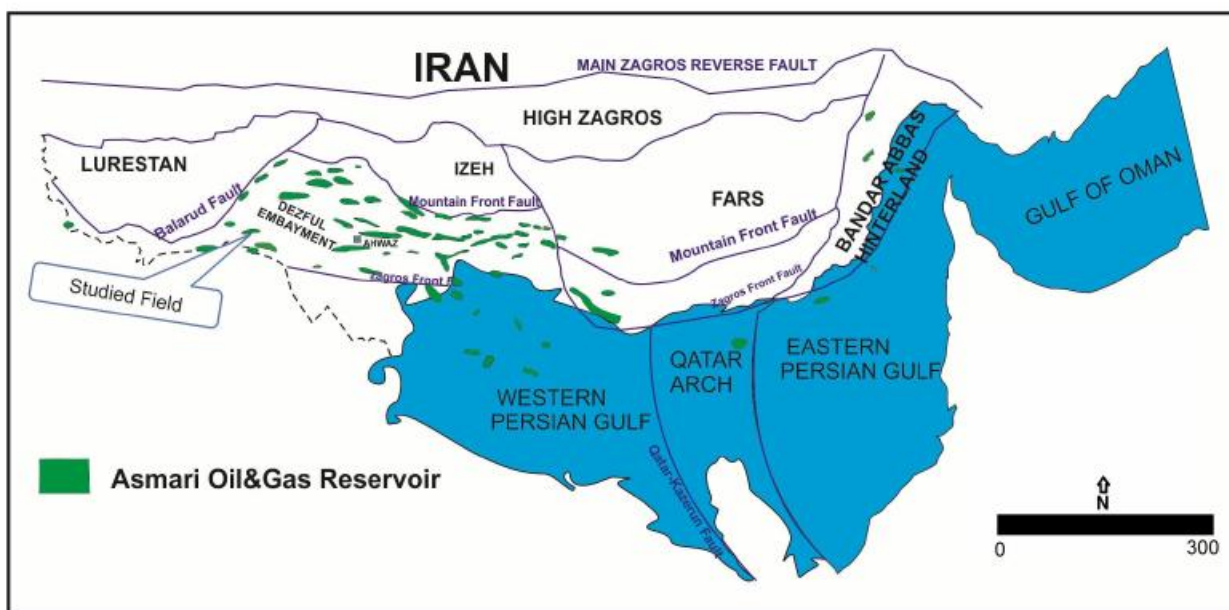 IRAN
MAIN ZAGROS REVERSE FAULT
HIGH ZAGROS
LURESTAN
IZEH
BANDAR ABBAS
HINTERLAND
GULF OF OMAN
Balarud Fault
Mountain Front Fault
FARS
DEZFUL
EMBAYMENT
AHWAZ
Mountain Front Fault
Zagros Front F
Zagros Front Fault
Studied Field
QATAR
ARCH
EASTERN
PERSIAN GULF
WESTERN
PERSIAN GULF
Qatar-Kazerun Fault
Asmari Oil&Gas Reservoir
N
0 300